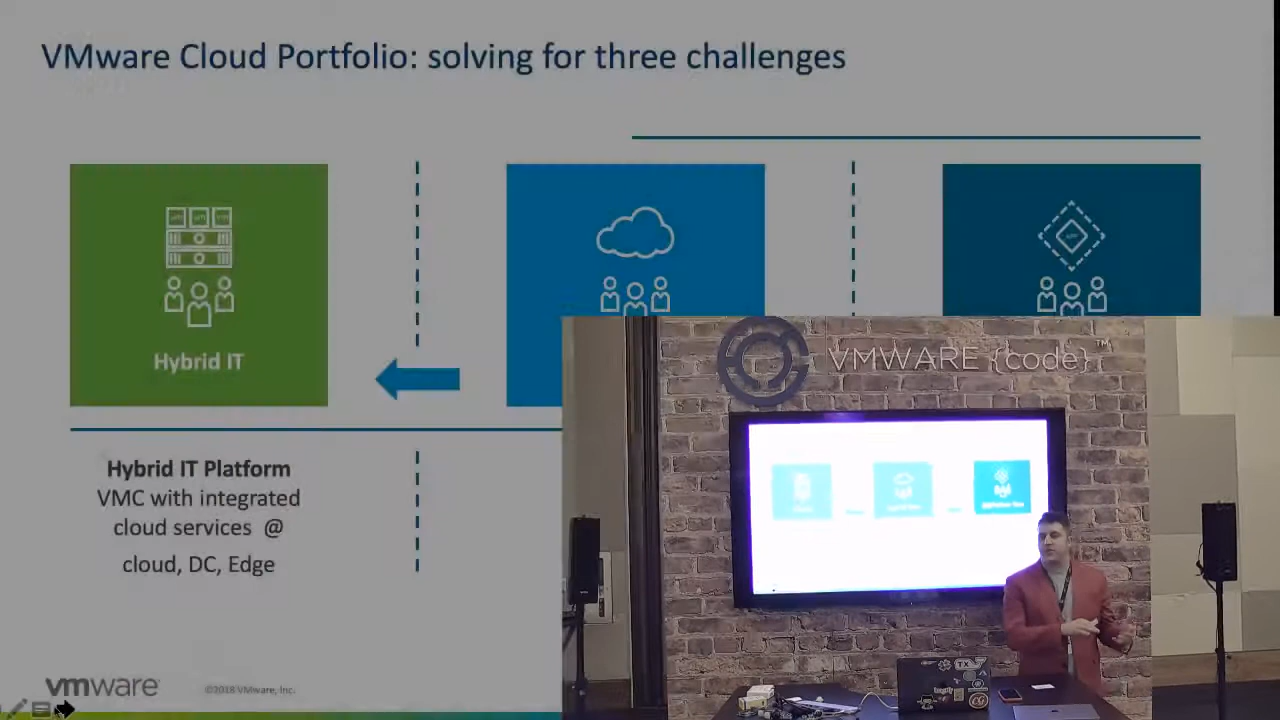 VMware Cloud Portfolio: solving for three challenges
Hybrid IT
Hybrid IT Platform
VMC with integrated
cloud services @
cloud, DC, Edge
vmware
©2018 VMware, Inc.
VMWARE {code}™